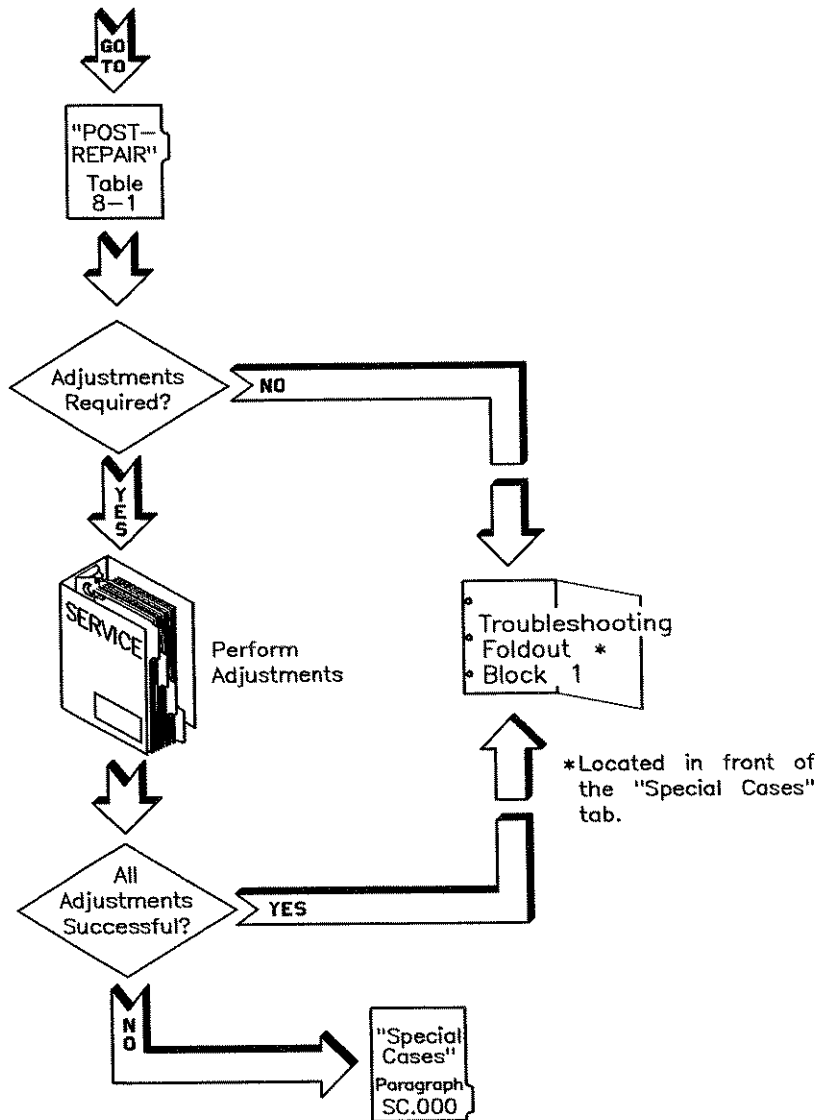 GO
TO
"POST-
REPAIR"
Table
8-1
Adjustments
Required?
NO
YES
SERVICE
Perform
Adjustments
Troubleshooting
Foldout *
Block 1
*Located in front of
the "Special Cases"
tab.
All
Adjustments
Successful?
YES
NO
"Special
Cases"
Paragraph
SC.000